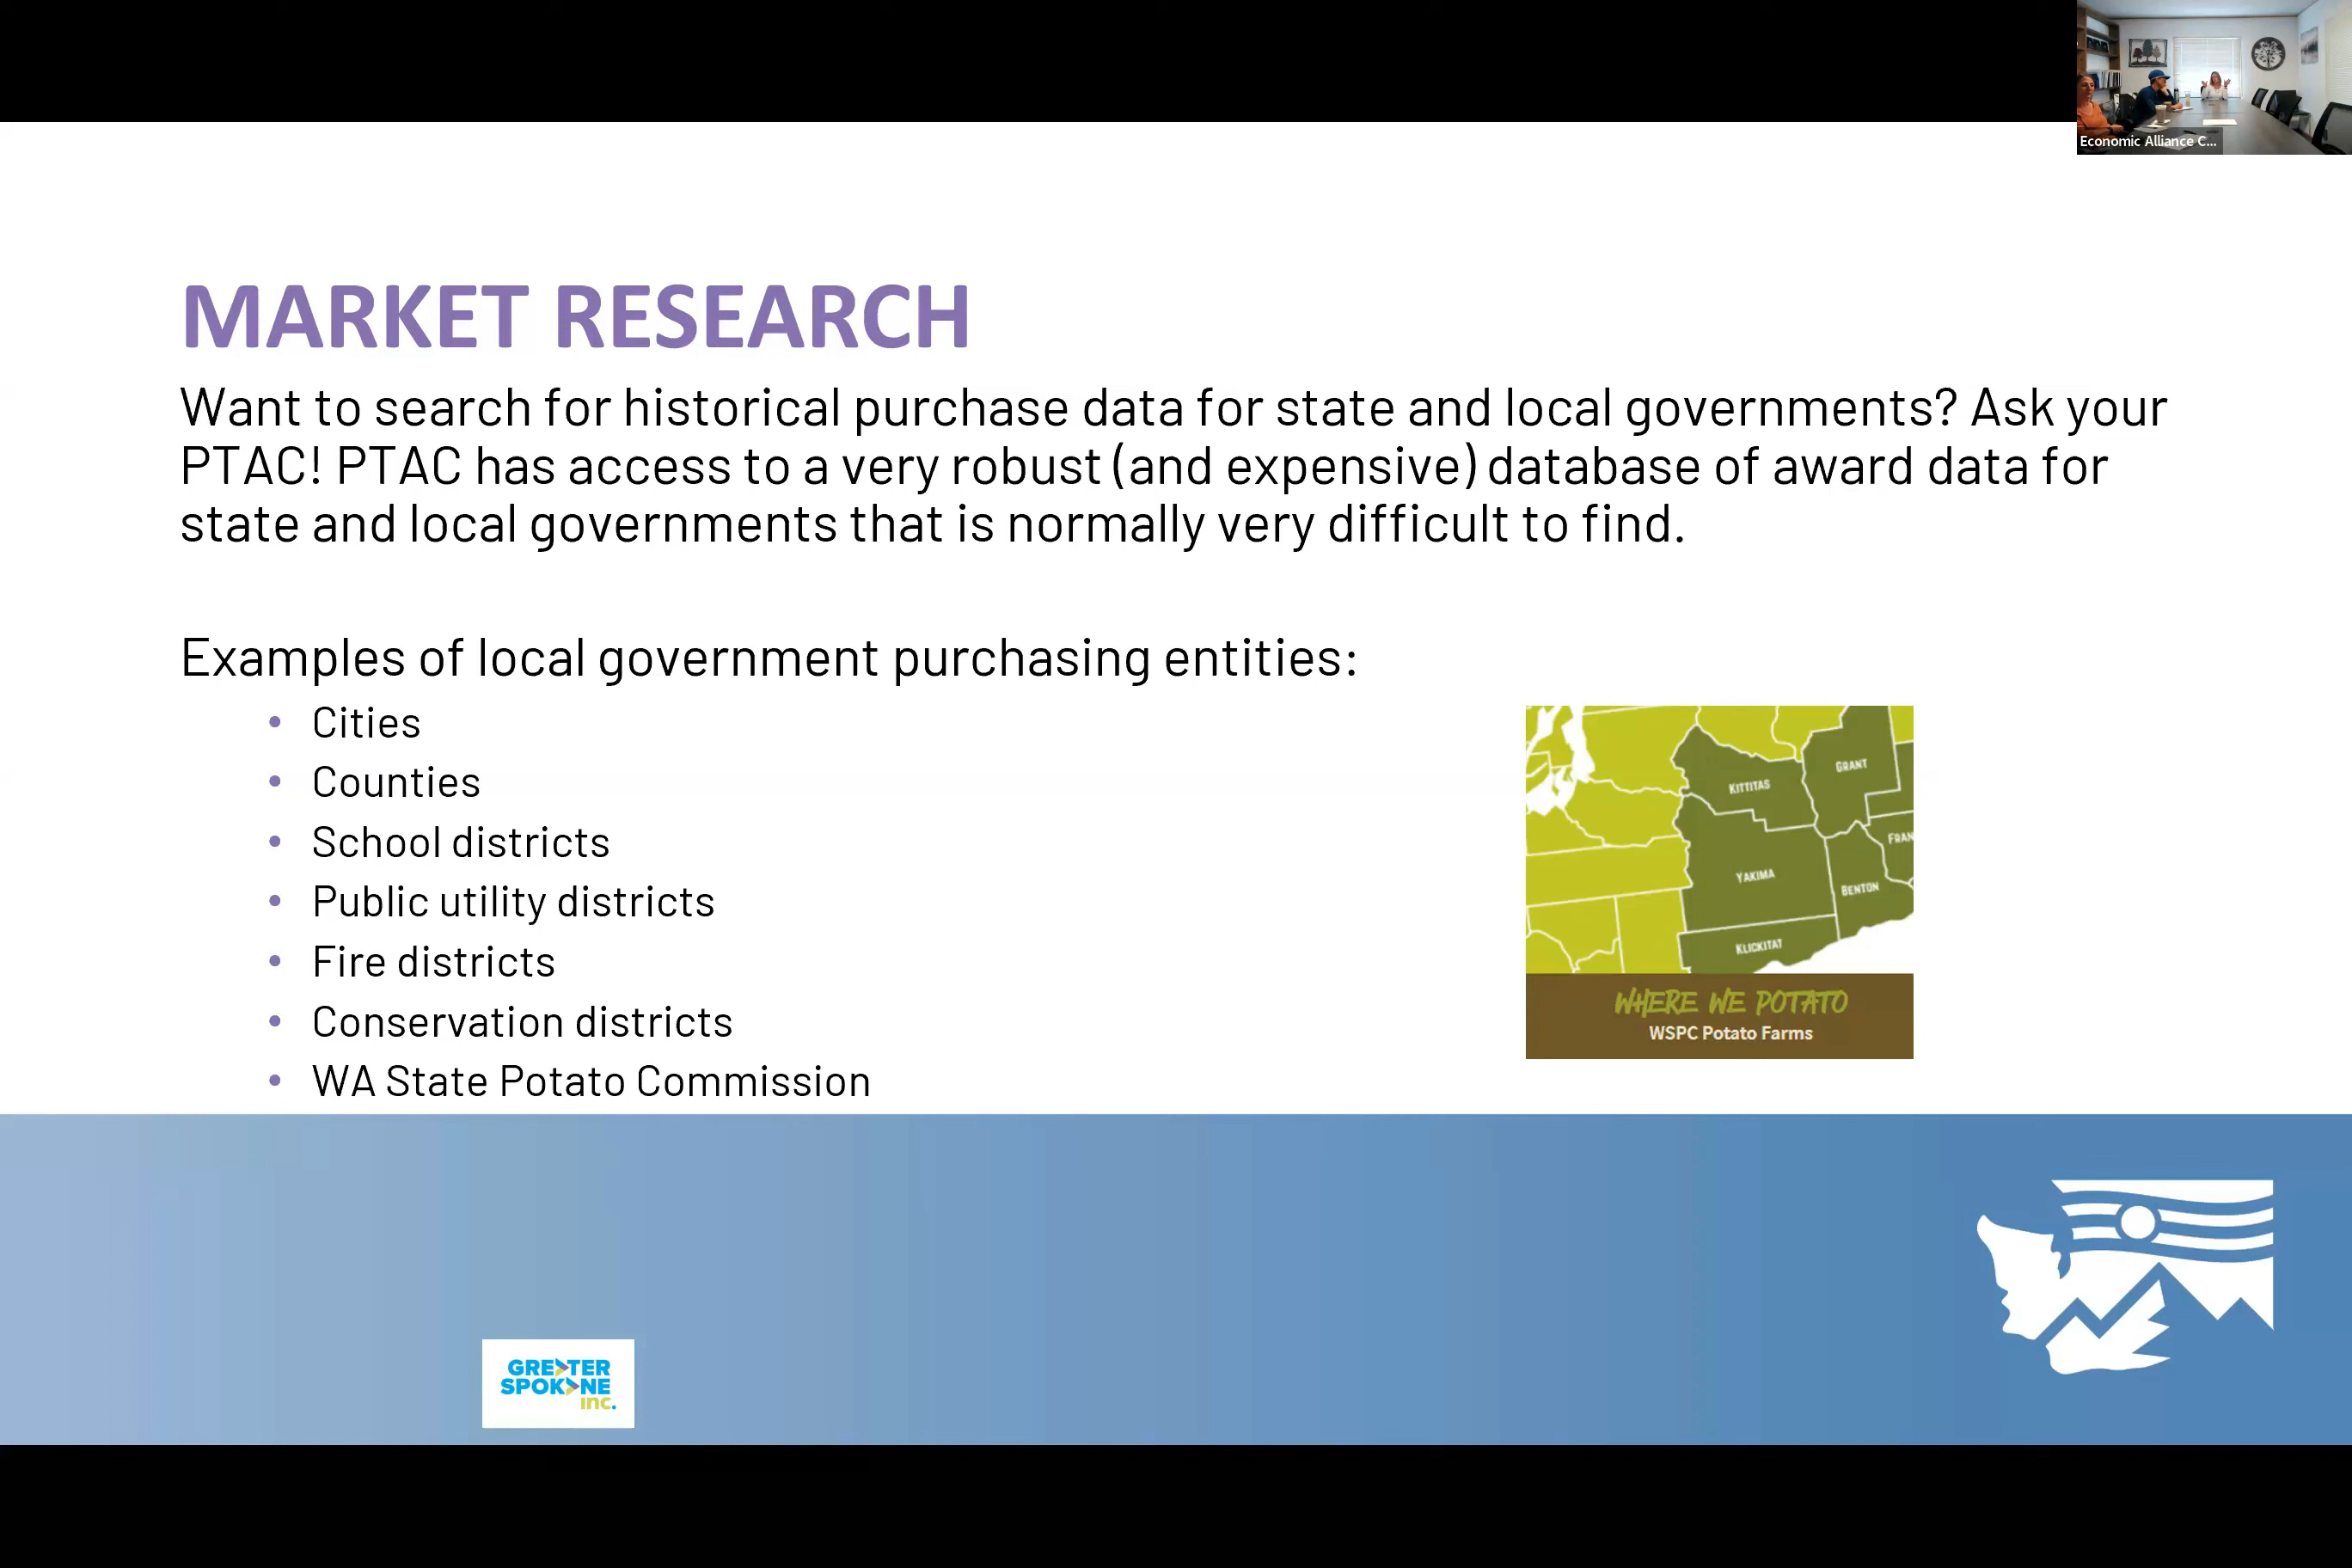 Economic Alliance C...
MARKET RESEARCH
Want to search for historical purchase data for state and local governments? Ask your
PTAC! PTAC has access to a very robust (and expensive) database of award data for
state and local governments that is normally very difficult to find.
Examples of local government purchasing entities:
• Cities
• Counties
• School districts
• Public utility districts
• Fire districts
• Conservation districts
• WA State Potato Commission
GRANT
KITTITAS
FRAN
YAKIMA
BENTON
KLICKITAT
WHERE WE POTATO
WSPC Potato Farms
GREATER
SPOKANE
inc.